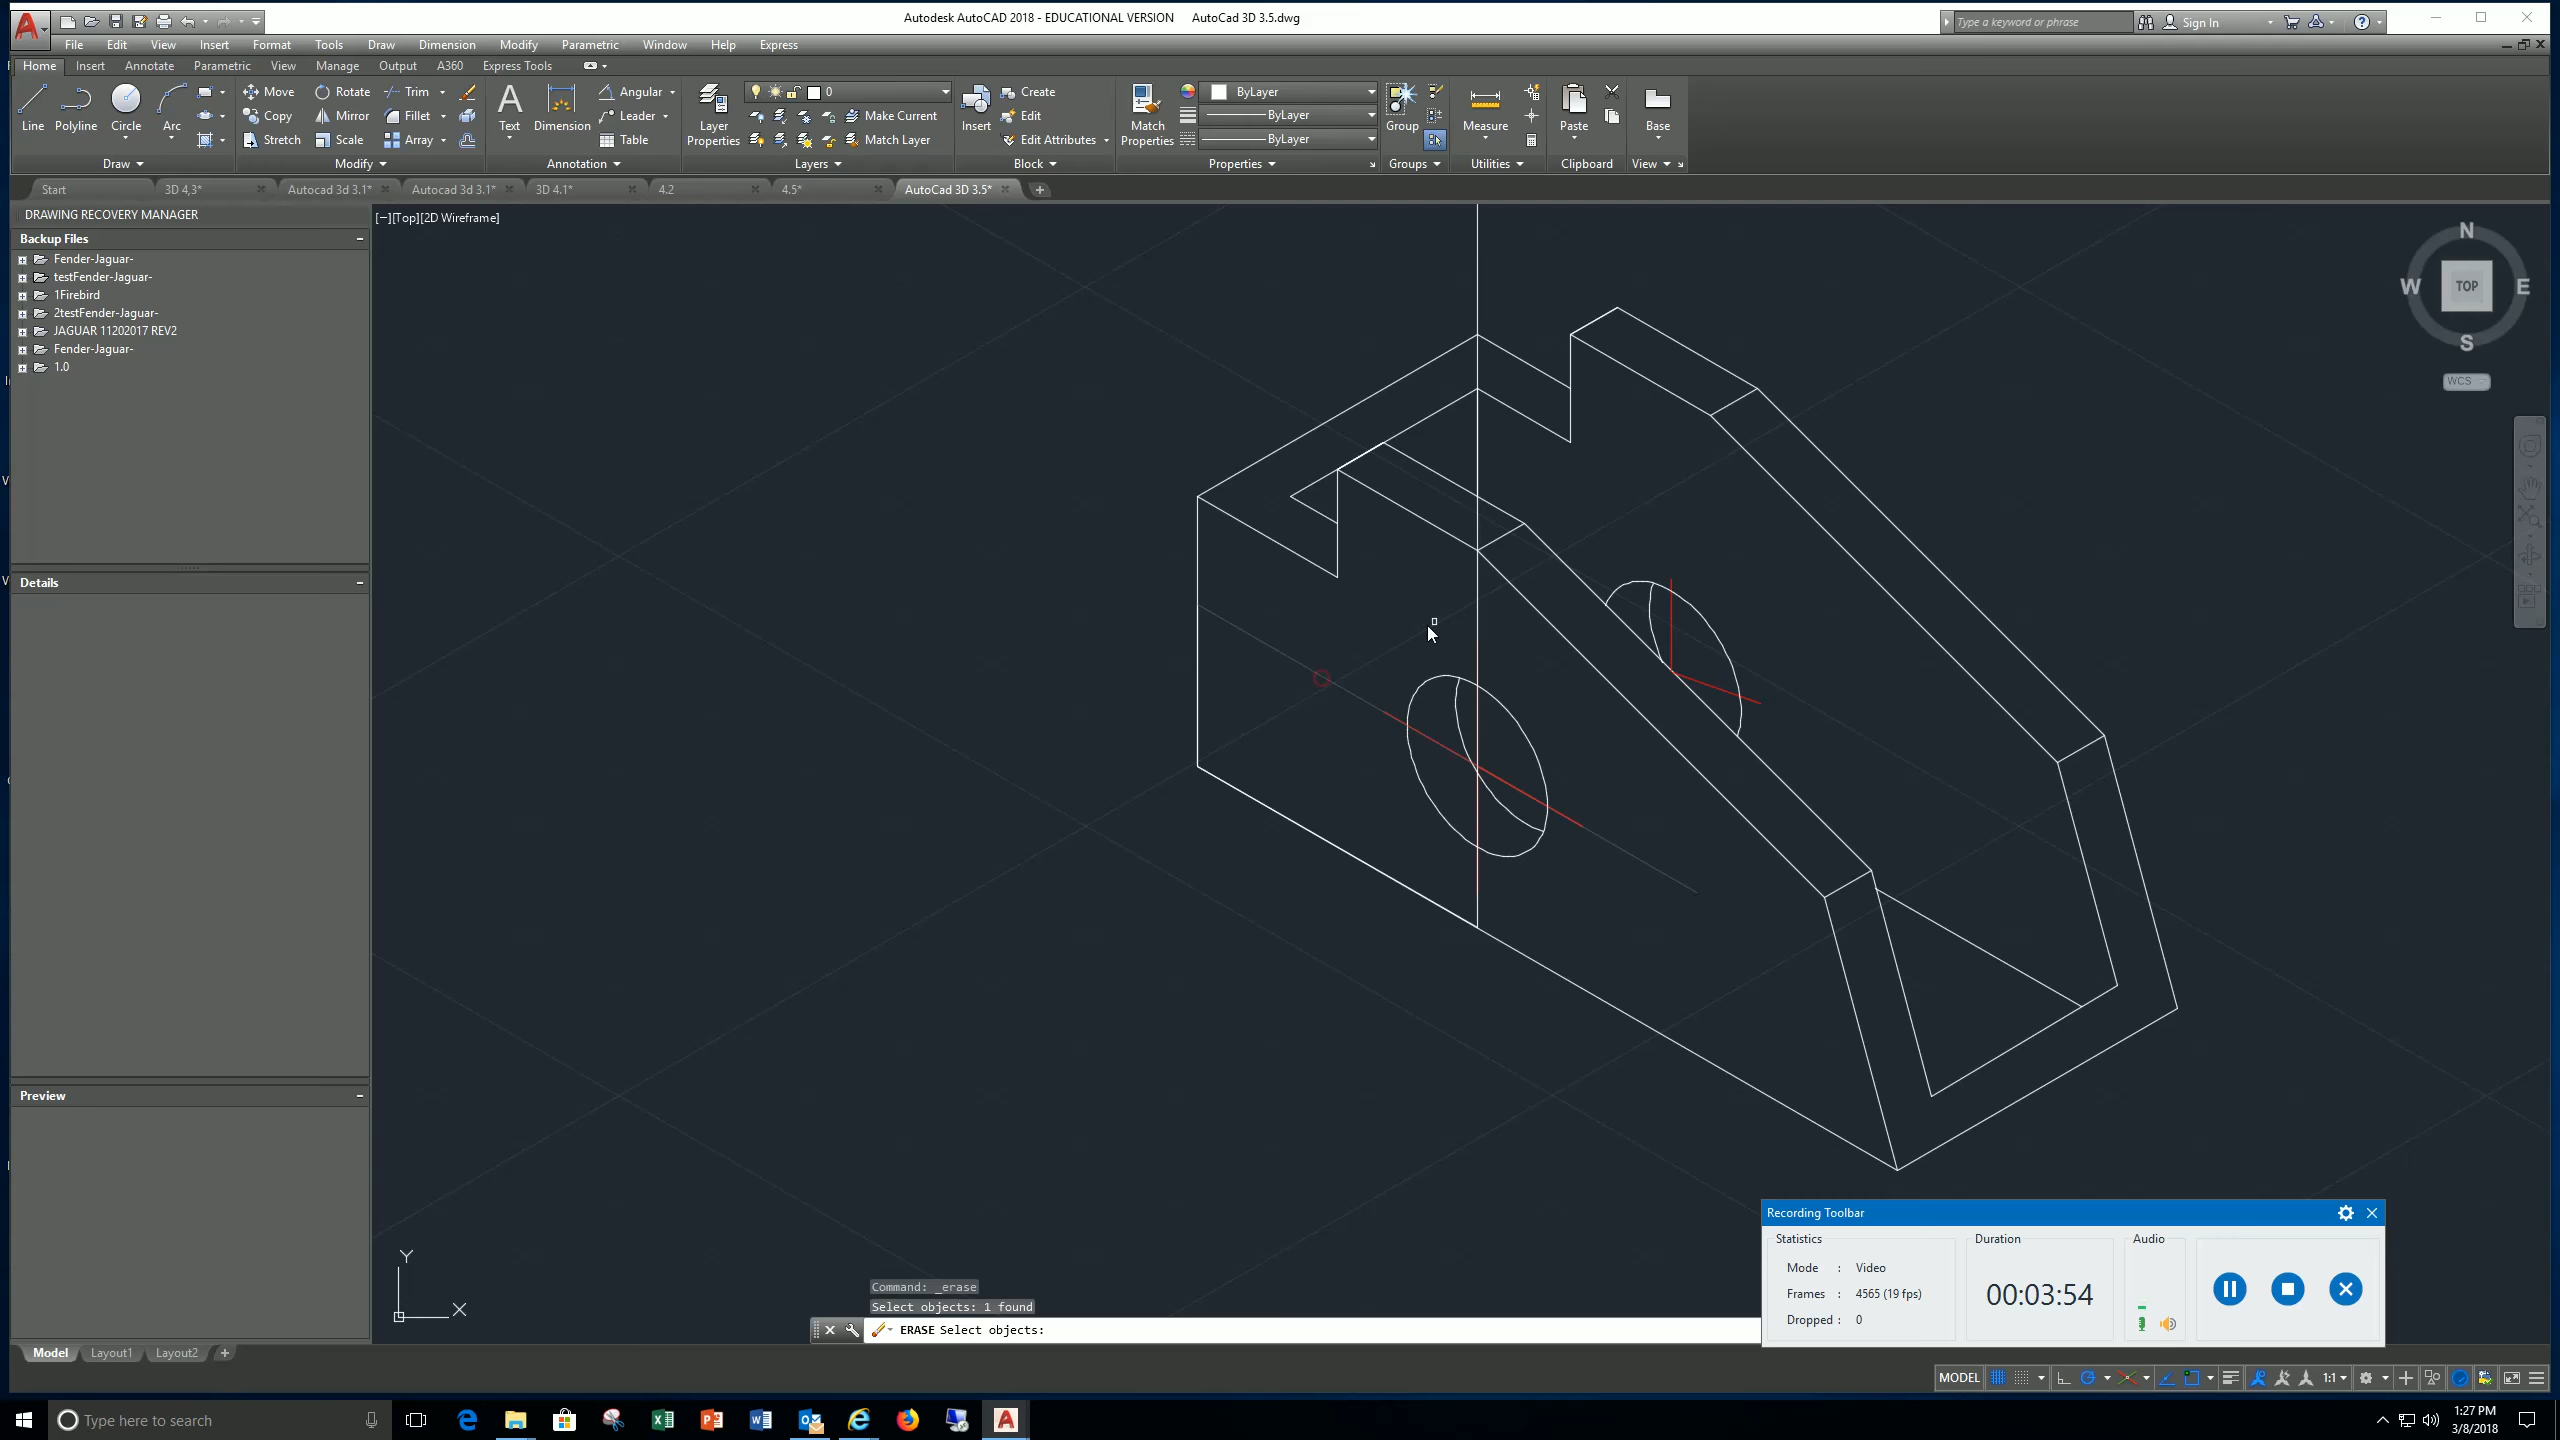 Autodesk AutoCAD 2018 - EDUCATIONAL VERSION AutoCad 3D 3.5.dwg
Type a keyword or phrase
Sign In
File Edit View Insert Format Tools Draw Dimension Modify Parametric Window Help Express
Home Insert Annotate Parametric View Manage Output A360 Express Tools
Line Polyline Circle Arc
Draw
Move Rotate Trim
Copy Mirror Fillet
Stretch Scale Array
Modify
Text Dimension
Angular
Leader
Table
Annotation
Layer Properties
0
Make Current
Match Layer
Layers
Insert
Create
Edit
Edit Attributes
Block
Match Properties
ByLayer
ByLayer
ByLayer
Properties
Group
Groups
Measure
Utilities
Paste
Clipboard
Base
View
Start 3D 4,3* Autocad 3d 3.1* Autocad 3d 3.1* 3D 4.1* 4.2 4.5* AutoCad 3D 3.5*
DRAWING RECOVERY MANAGER
Backup Files
Fender-Jaguar-
testFender-Jaguar-
1Firebird
2testFender-Jaguar-
JAGUAR 11202017 REV2
Fender-Jaguar-
1.0
Details
Preview
[−][Top][2D Wireframe]
N
W TOP E
S
WCS
Y
X
Command: _erase
Select objects: 1 found
ERASE Select objects:
Recording Toolbar
Statistics
Mode : Video
Frames : 4565 (19 fps)
Dropped : 0
Duration
00:03:54
Audio
Model Layout1 Layout2
MODEL
1:1
Type here to search
1:27 PM
3/8/2018